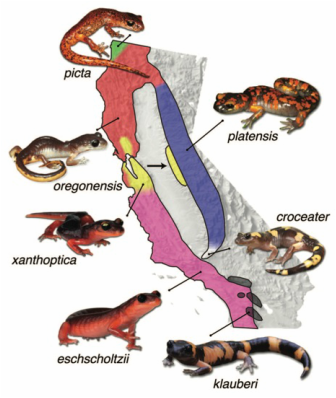 picta
platensis
oregonensis
croceater
xanthoptica
eschscholtzii
klauberi